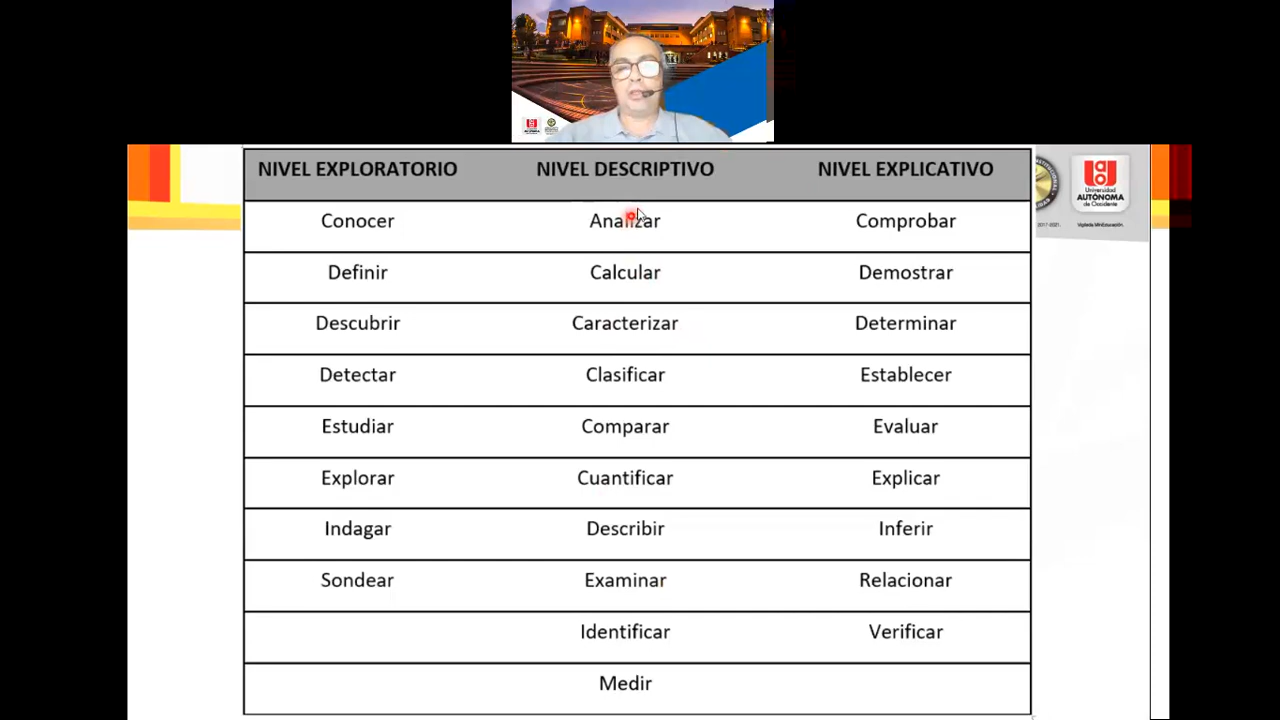 NIVEL EXPLORATORIO NIVEL DESCRIPTIVO NIVEL EXPLICATIVO
Conocer Analizar Comprobar
Definir Calcular Demostrar
Descubrir Caracterizar Determinar
Detectar Clasificar Establecer
Estudiar Comparar Evaluar
Explorar Cuantificar Explicar
Indagar Describir Inferir
Sondear Examinar Relacionar
Identificar Verificar
Medir
Universidad
AUTÓNOMA
de Occidente